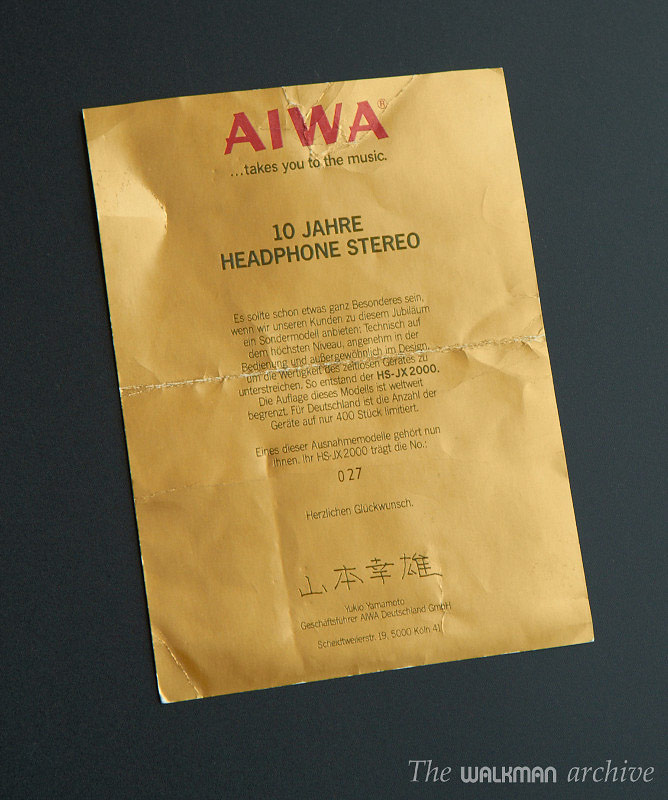 AIWA®
...takes you to the music.
10 JAHRE
HEADPHONE STEREO
Es sollte schon etwas ganz Besonderes sein,
wenn wir unseren Kunden zu diesem Jubiläum
ein Sondermodell anbieten: Technisch auf
dem höchsten Niveau, angenehm in der
Bedienung und außergewöhnlich im Design,
um die Wertigkeit des zeitlosen Gerätes zu
unterstreichen. So entstand der HS-JX2000.
Die Auflage dieses Modells ist weltweit
begrenzt. Für Deutschland ist die Anzahl der
Geräte auf nur 400 Stück limitiert.
Eines dieser Ausnahmemodelle gehört nun
Ihnen. Ihr HS-JX2000 trägt die No.:
027
Herzlichen Glückwunsch.
山本幸雄
Yukio Yamamoto
Geschäftsführer AIWA Deutschland GmbH
Scheidtweilerstr. 19, 5000 Köln 41
The WALKMAN archive